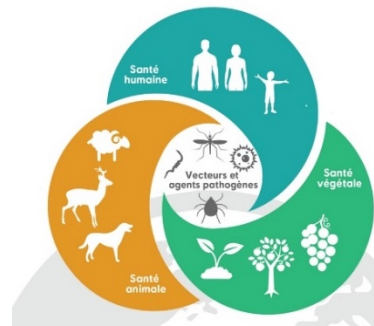 Santé
humaine
Vecteurs et
agents pathogènes
Santé
végétale
Santé
animale